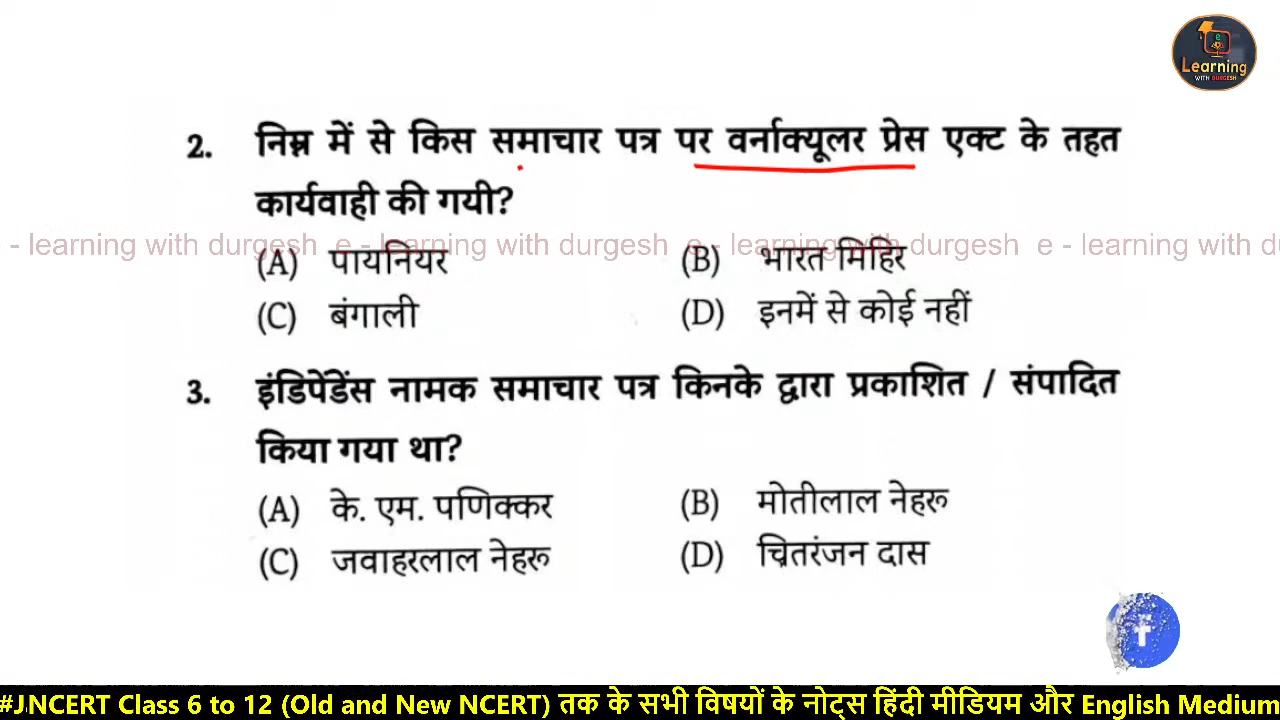 e
Learning
WITH DURGESH
2. निम्न में से किस समाचार पत्र पर वर्नाक्यूलर प्रेस एक्ट के तहत
कार्यवाही की गयी?
- learning with durgesh e - learning with durgesh e - learning with durgesh e - learning with d
(A) पायनियर (B) भारत मिहिर
(C) बंगाली (D) इनमें से कोई नहीं
3. इंडिपेंडेंस नामक समाचार पत्र किनके द्वारा प्रकाशित / संपादित
किया गया था?
(A) के. एम. पणिक्कर (B) मोतीलाल नेहरू
(C) जवाहरलाल नेहरू (D) चितरंजन दास
#JNCERT Class 6 to 12 (Old and New NCERT) तक के सभी विषयों के नोट्स हिंदी मीडियम और English Medium